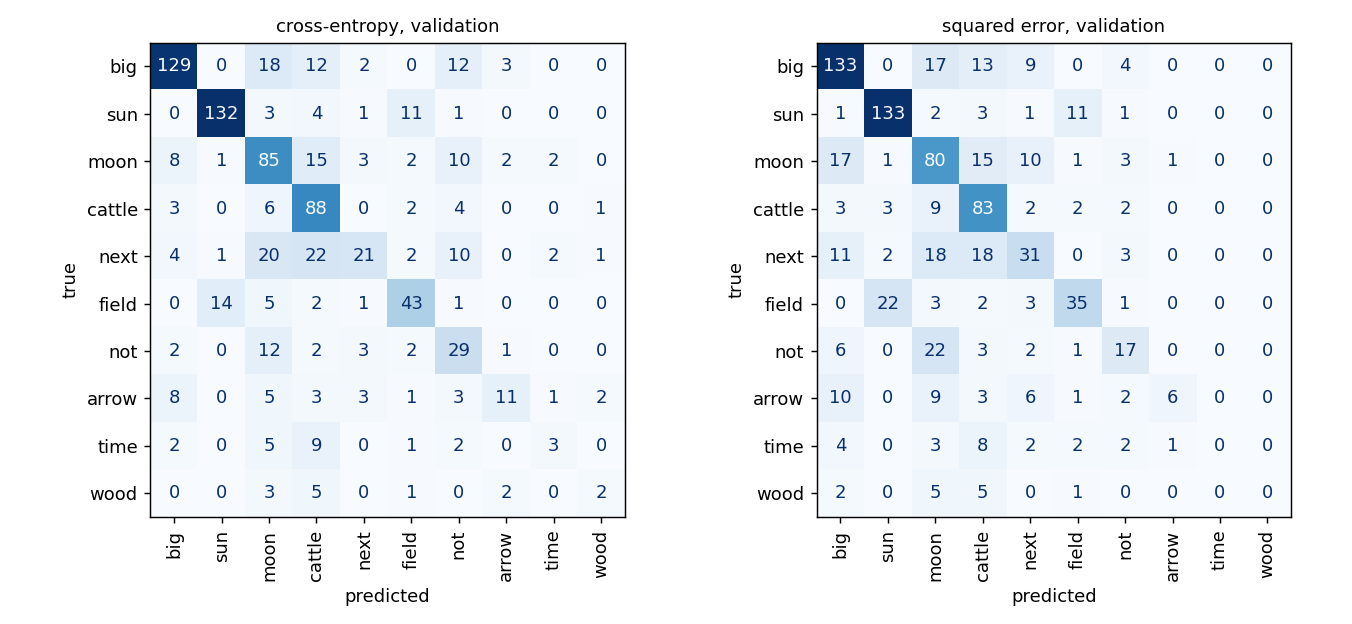 cross-entropy, validation
true
big 129 0 18 12 2 0 12 3 0 0
sun 0 132 3 4 1 11 1 0 0 0
moon 8 1 85 15 3 2 10 2 2 0
cattle 3 0 6 88 0 2 4 0 0 1
next 4 1 20 22 21 2 10 0 2 1
field 0 14 5 2 1 43 1 0 0 0
not 2 0 12 2 3 2 29 1 0 0
arrow 8 0 5 3 3 1 3 11 1 2
time 2 0 5 9 0 1 2 0 3 0
wood 0 0 3 5 0 1 0 2 0 2
big sun moon cattle next field not arrow time wood
predicted
squared error, validation
true
big 133 0 17 13 9 0 4 0 0 0
sun 1 133 2 3 1 11 1 0 0 0
moon 17 1 80 15 10 1 3 1 0 0
cattle 3 3 9 83 2 2 2 0 0 0
next 11 2 18 18 31 0 3 0 0 0
field 0 22 3 2 3 35 1 0 0 0
not 6 0 22 3 2 1 17 0 0 0
arrow 10 0 9 3 6 1 2 6 0 0
time 4 0 3 8 2 2 2 1 0 0
wood 2 0 5 5 0 1 0 0 0 0
big sun moon cattle next field not arrow time wood
predicted